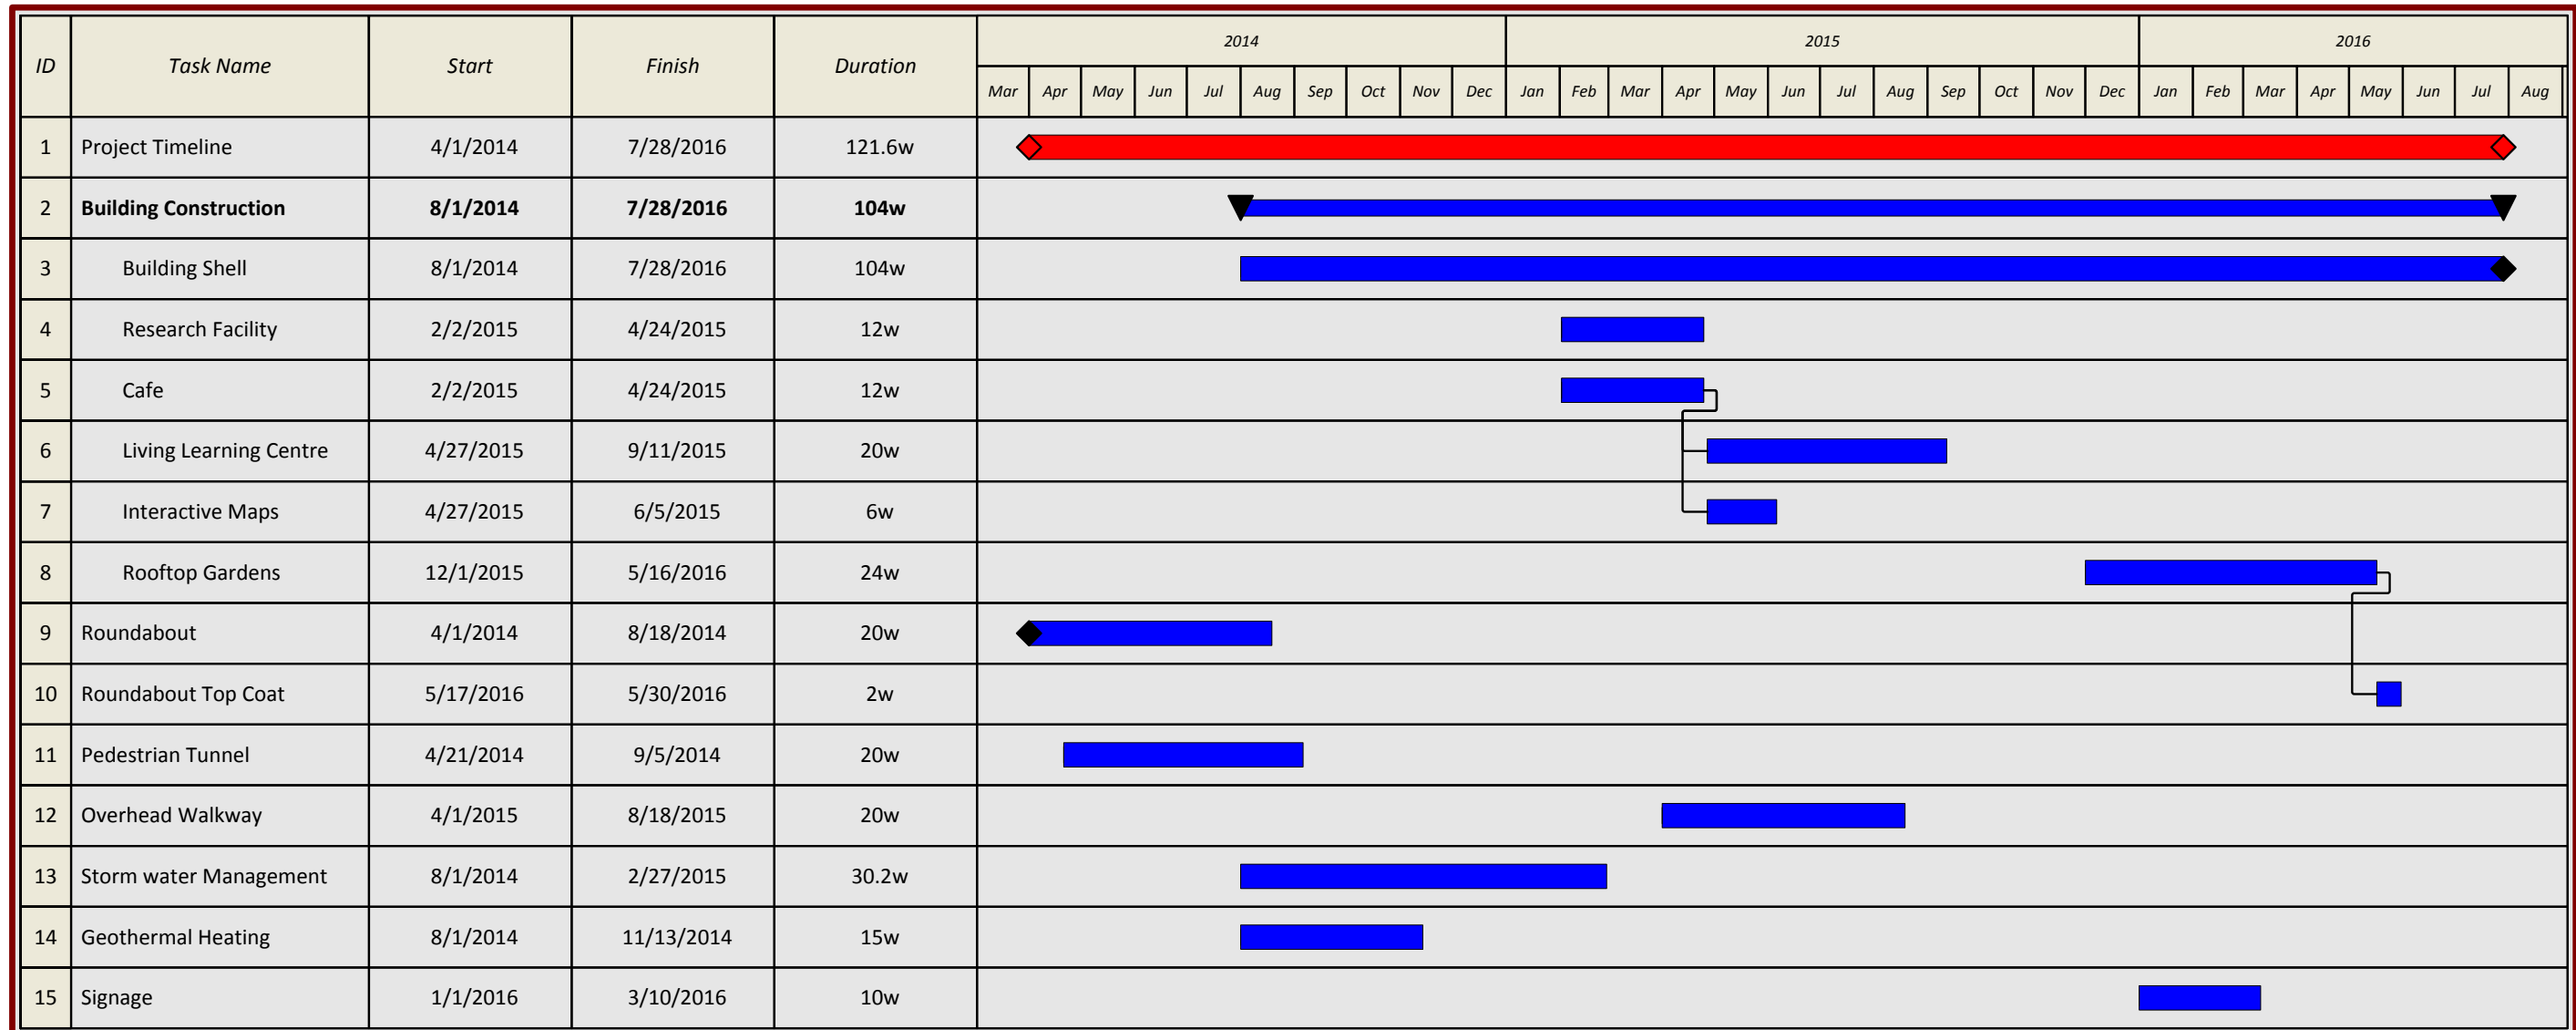 ID Task Name Start Finish Duration 2014 2015 2016
Mar Apr May Jun Jul Aug Sep Oct Nov Dec Jan Feb Mar Apr May Jun Jul Aug Sep Oct Nov Dec Jan Feb Mar Apr May Jun Jul Aug
1 Project Timeline 4/1/2014 7/28/2016 121.6w
2 Building Construction 8/1/2014 7/28/2016 104w
3 Building Shell 8/1/2014 7/28/2016 104w
4 Research Facility 2/2/2015 4/24/2015 12w
5 Cafe 2/2/2015 4/24/2015 12w
6 Living Learning Centre 4/27/2015 9/11/2015 20w
7 Interactive Maps 4/27/2015 6/5/2015 6w
8 Rooftop Gardens 12/1/2015 5/16/2016 24w
9 Roundabout 4/1/2014 8/18/2014 20w
10 Roundabout Top Coat 5/17/2016 5/30/2016 2w
11 Pedestrian Tunnel 4/21/2014 9/5/2014 20w
12 Overhead Walkway 4/1/2015 8/18/2015 20w
13 Storm water Management 8/1/2014 2/27/2015 30.2w
14 Geothermal Heating 8/1/2014 11/13/2014 15w
15 Signage 1/1/2016 3/10/2016 10w